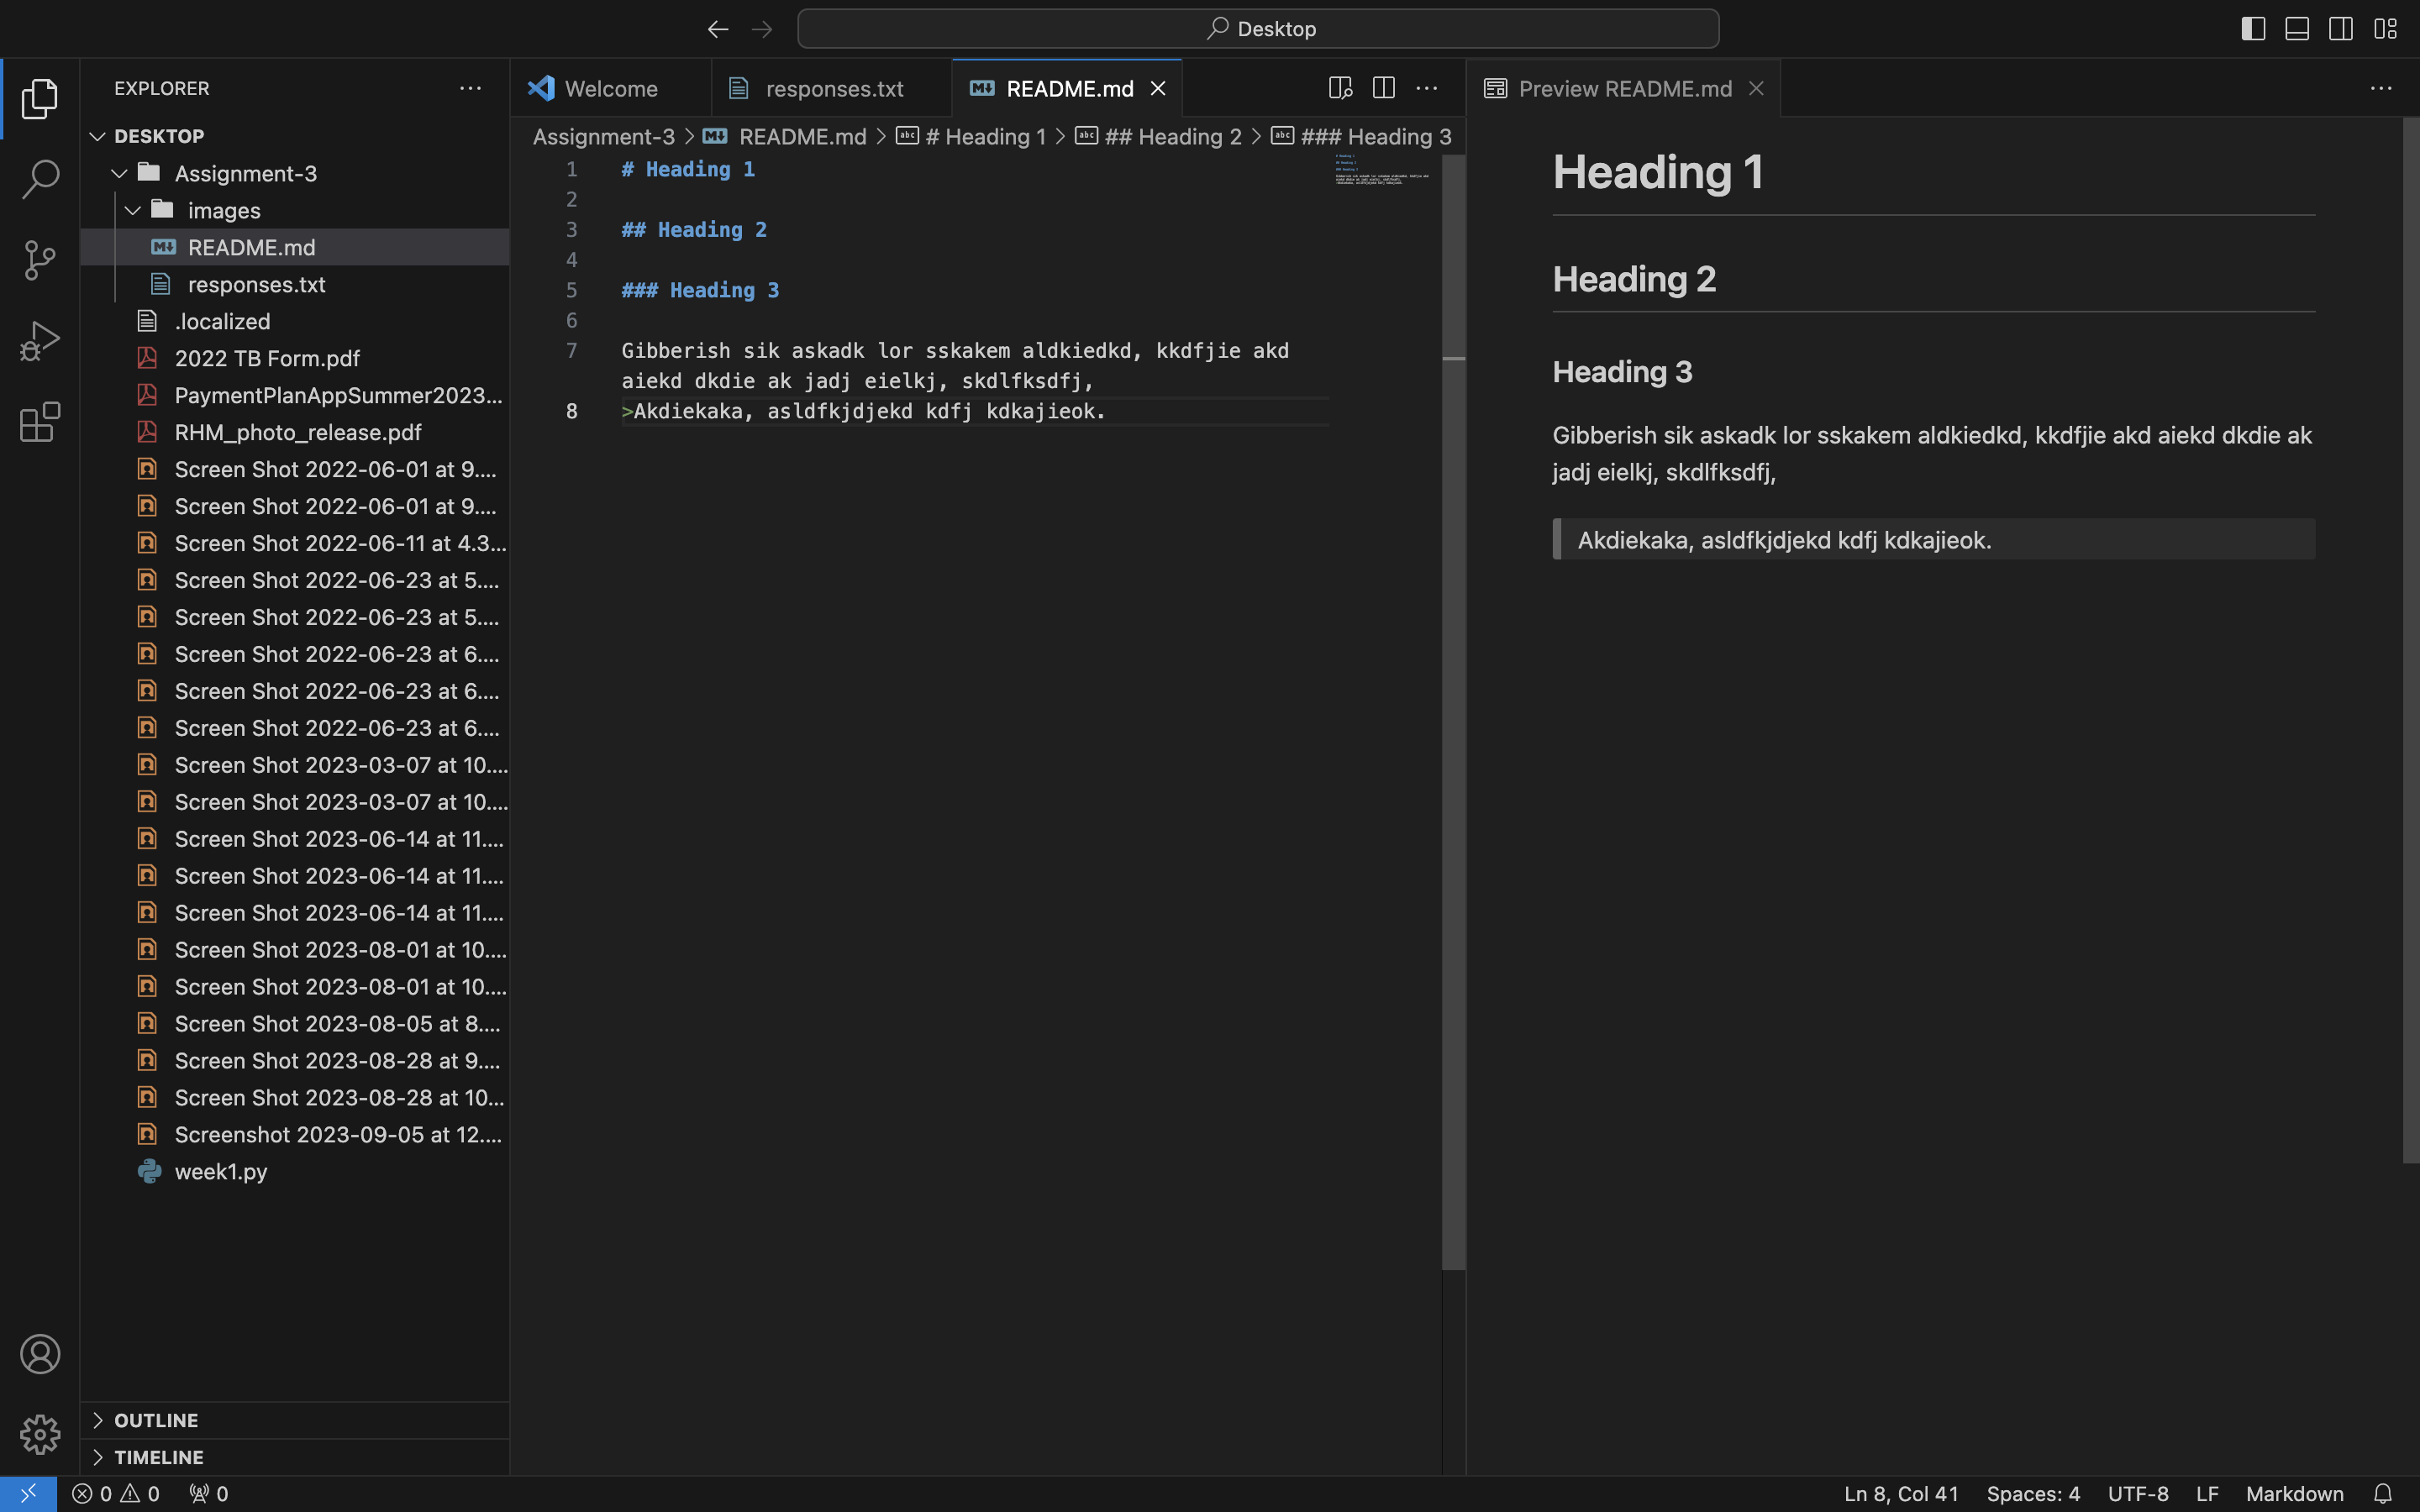 Desktop
EXPLORER
DESKTOP
Assignment-3
images
README.md
responses.txt
.localized
2022 TB Form.pdf
PaymentPlanAppSummer2023...
RHM_photo_release.pdf
Screen Shot 2022-06-01 at 9....
Screen Shot 2022-06-01 at 9....
Screen Shot 2022-06-11 at 4.3...
Screen Shot 2022-06-23 at 5....
Screen Shot 2022-06-23 at 5....
Screen Shot 2022-06-23 at 6....
Screen Shot 2022-06-23 at 6....
Screen Shot 2022-06-23 at 6....
Screen Shot 2023-03-07 at 10....
Screen Shot 2023-03-07 at 10....
Screen Shot 2023-06-14 at 11....
Screen Shot 2023-06-14 at 11....
Screen Shot 2023-06-14 at 11....
Screen Shot 2023-08-01 at 10....
Screen Shot 2023-08-01 at 10....
Screen Shot 2023-08-05 at 8....
Screen Shot 2023-08-28 at 9....
Screen Shot 2023-08-28 at 10...
Screenshot 2023-09-05 at 12....
week1.py
OUTLINE
TIMELINE
Welcome responses.txt README.md
Assignment-3 > README.md > # Heading 1 > ## Heading 2 > ### Heading 3
1 # Heading 1
2
3 ## Heading 2
4
5 ### Heading 3
6
7 Gibberish sik askadk lor sskakem aldkiedkd, kkdfjie akd
aiekd dkdie ak jadj eielkj, skdlfksdfj,
8 >Akdiekaka, asldfkjdjekd kdfj kdkajieok.
Preview README.md
Heading 1
Heading 2
Heading 3
Gibberish sik askadk lor sskakem aldkiedkd, kkdfjie akd aiekd dkdie ak
jadj eielkj, skdlfksdfj,
Akdiekaka, asldfkjdjekd kdfj kdkajieok.
0 0 0
Ln 8, Col 41 Spaces: 4 UTF-8 LF Markdown